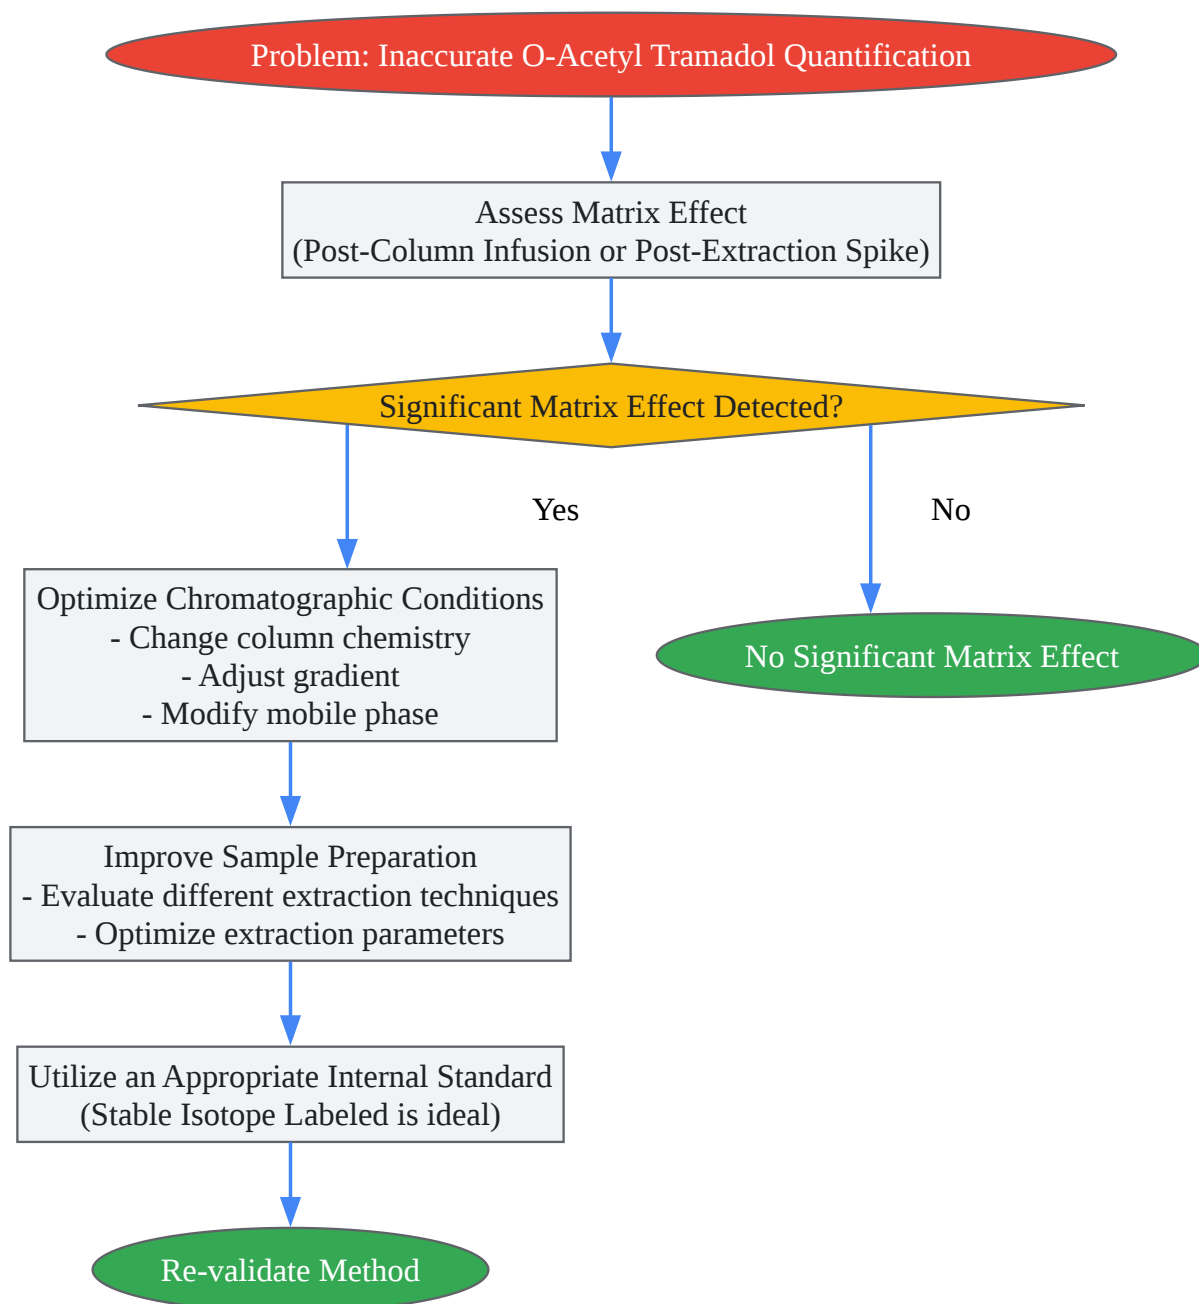 Problem: Inaccurate O-Acetyl Tramadol Quantification
Assess Matrix Effect
(Post-Column Infusion or Post-Extraction Spike)
Significant Matrix Effect Detected?
Yes
No
Optimize Chromatographic Conditions
- Change column chemistry
- Adjust gradient
- Modify mobile phase
No Significant Matrix Effect
Improve Sample Preparation
- Evaluate different extraction techniques
- Optimize extraction parameters
Utilize an Appropriate Internal Standard
(Stable Isotope Labeled is ideal)
Re-validate Method